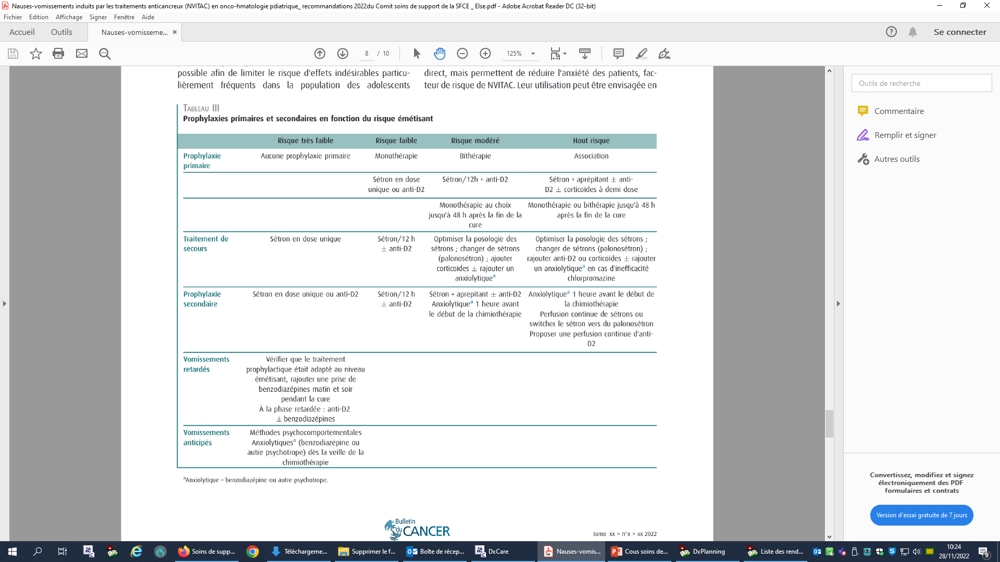 Nauses-vomissements induits par les traitements anticancreux (NVITAC) en onco-hmatologie pdiatrique_ recommandations 2022du Comit soins de support de la SFCE _ Else.pdf - Adobe Acrobat Reader DC (32-bit)
Fichier Edition Affichage Signer Fenêtre Aide
Accueil Outils Nauses-vomisseme... × Se connecter
8 / 10 125%
possible afin de limiter le risque d'effets indésirables particu-
lièrement fréquents dans la population des adolescents
direct, mais permettent de réduire l'anxiété des patients, fac-
teur de risque de NVITAC. Leur utilisation peut être envisagée en
TABLEAU III
Prophylaxies primaires et secondaires en fonction du risque émétisant
Risque très faible Risque faible Risque modéré Haut risque
Prophylaxie
primaire
Aucune prophylaxie primaire
Monothérapie
Bithérapie
Association
Sétron en dose
unique ou anti-D2
Sétron/12h + anti-D2
Sétron + aprépitant ± anti-
D2 ± corticoïdes à demi dose
Monothérapie au choix
jusqu'à 48 h après la fin de la
cure
Monothérapie ou bithérapie jusqu'à 48 h
après la fin de la cure
Traitement de
secours
Sétron en dose unique
Sétron/12 h
± anti-D2
Optimiser la posologie des
sétrons ; changer de sétrons
(palonosétron) ; ajouter
corticoïdes ± rajouter un
anxiolytiqueᵃ
Optimiser la posologie des sétrons ;
changer de sétrons (palonosétron) ;
rajouter anti-D2 ou corticoïdes ± rajouter
un anxiolytiqueᵃ en cas d'inefficacité
chlorpromazine
Prophylaxie
secondaire
Sétron en dose unique ou anti-D2
Sétron/12 h
± anti-D2
Sétron + aprepitant ± anti-D2
Anxiolytiqueᵃ 1 heure avant
le début de la chimiothérapie
Anxiolytiqueᵃ 1 heure avant le début de
la chimiothérapie
Perfusion continue de sétrons ou
switcher le sétron vers du palonosétron
Proposer une perfusion continue d'anti-
D2
Vomissements
retardés
Vérifier que le traitement
prophylactique était adapté au niveau
émétisant, rajouter une prise de
benzodiazépines matin et soir
pendant la cure
À la phase retardée : anti-D2
± benzodiazépines
Vomissements
anticipés
Méthodes psychocomportementales
Anxiolytiquesᵃ (benzodiazépine ou
autre psychotrope) dès la veille de la
chimiothérapie
ᵃAnxiolytique = benzodiazépine ou autre psychotrope.
Bulletin
du CANCER
tome xx > n°x > xx 2022
Outils de recherche
Commentaire
Remplir et signer
Autres outils
Convertissez, modifiez et signez
électroniquement des PDF
formulaires et contrats
Version d'essai gratuite de 7 jours
Soins de supp... Téléchargeme... Supprimer le f... Boîte de récep... DxCare Nauses-vomis... Cous soins de... DxPlanning Liste des rend...
10:24
28/11/2022
9